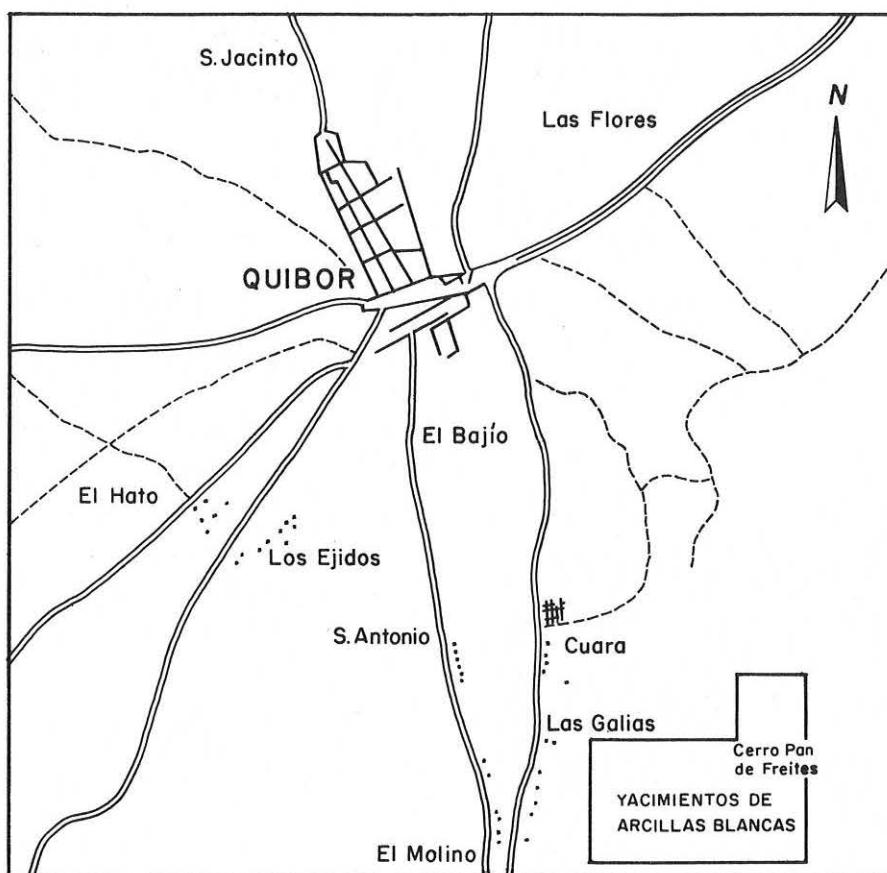 S. Jacinto
Las Flores
N
QUIBOR
El Bajío
El Hato
Los Ejidos
S. Antonio
Cuara
Las Galias
Cerro Pan
de Freites
YACIMIENTOS DE
ARCILLAS BLANCAS
El Molino